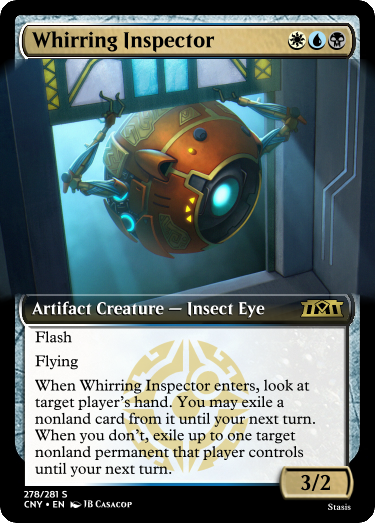 Whirring Inspector
Artifact Creature — Insect Eye
Flash
Flying
When Whirring Inspector enters, look at
target player's hand. You may exile a
nonland card from it until your next turn.
When you don't, exile up to one target
nonland permanent that player controls
until your next turn.
3/2
278/281 S
CNY • EN JB Casacop
Stasis